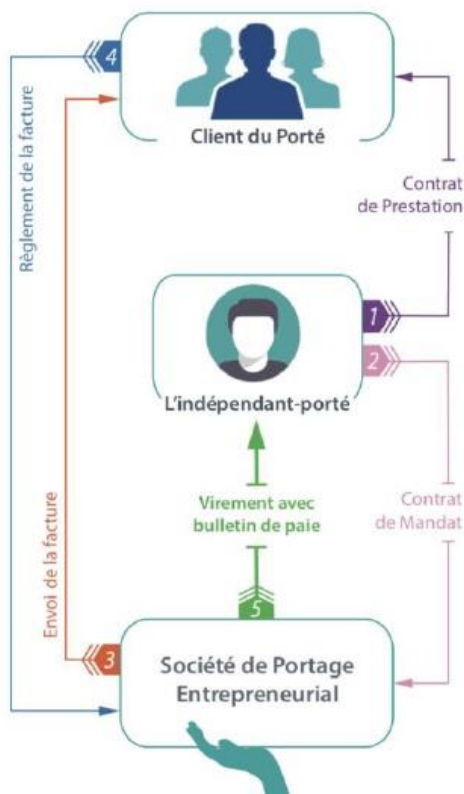 4
Client du Porté
Règlement de la facture
Contrat
de Prestation
1
2
L'indépendant-porté
Virement avec
bulletin de paie
Contrat
de Mandat
Envoi de la facture
5
3
Société de Portage
Entrepreneurial